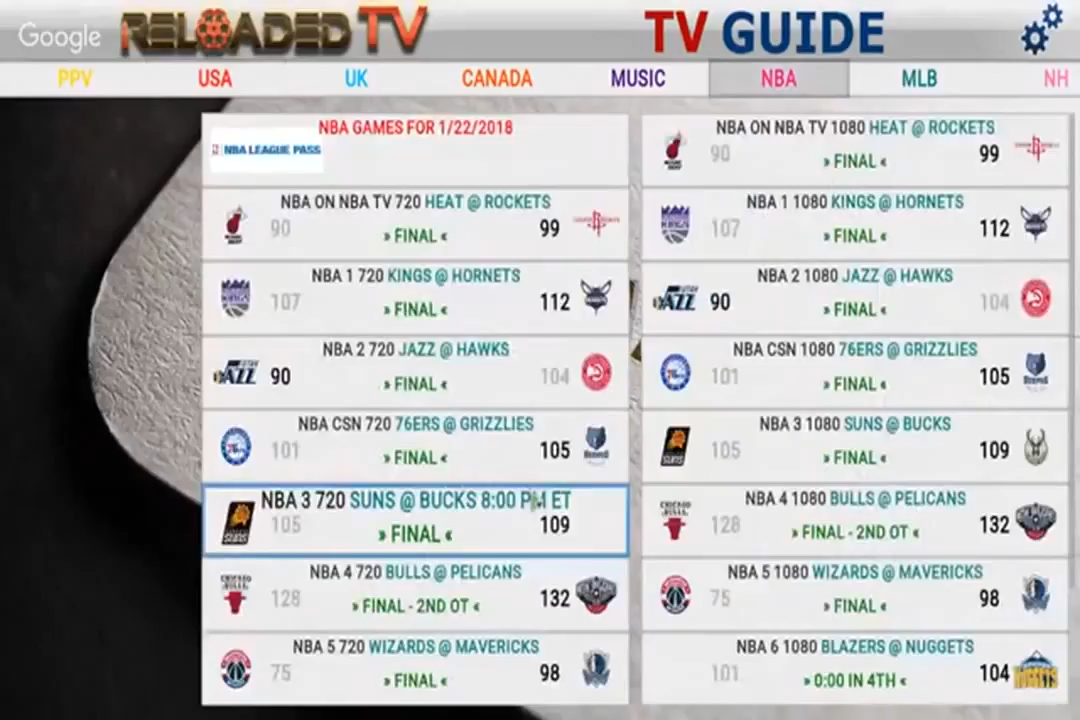 Google RELOADED TV TV GUIDE
PPV USA UK CANADA MUSIC NBA MLB NH
NBA GAMES FOR 1/22/2018
NBA LEAGUE PASS
NBA ON NBA TV 720 HEAT @ ROCKETS
90 » FINAL « 99
NBA 1 720 KINGS @ HORNETS
107 » FINAL « 112
NBA 2 720 JAZZ @ HAWKS
JAZZ 90 » FINAL « 104
NBA CSN 720 76ERS @ GRIZZLIES
101 » FINAL « 105
NBA 3 720 SUNS @ BUCKS 8:00 PM ET
SUNS 105 » FINAL « 109
NBA 4 720 BULLS @ PELICANS
128 » FINAL - 2ND OT « 132
NBA 5 720 WIZARDS @ MAVERICKS
75 » FINAL « 98
NBA ON NBA TV 1080 HEAT @ ROCKETS
90 » FINAL « 99
NBA 1 1080 KINGS @ HORNETS
107 » FINAL « 112
NBA 2 1080 JAZZ @ HAWKS
JAZZ 90 » FINAL « 104
NBA CSN 1080 76ERS @ GRIZZLIES
101 » FINAL « 105
NBA 3 1080 SUNS @ BUCKS
SUNS 105 » FINAL « 109
NBA 4 1080 BULLS @ PELICANS
128 » FINAL - 2ND OT « 132
NBA 5 1080 WIZARDS @ MAVERICKS
75 » FINAL « 98
NBA 6 1080 BLAZERS @ NUGGETS
101 » 0:00 IN 4TH « 104 NUGGETS